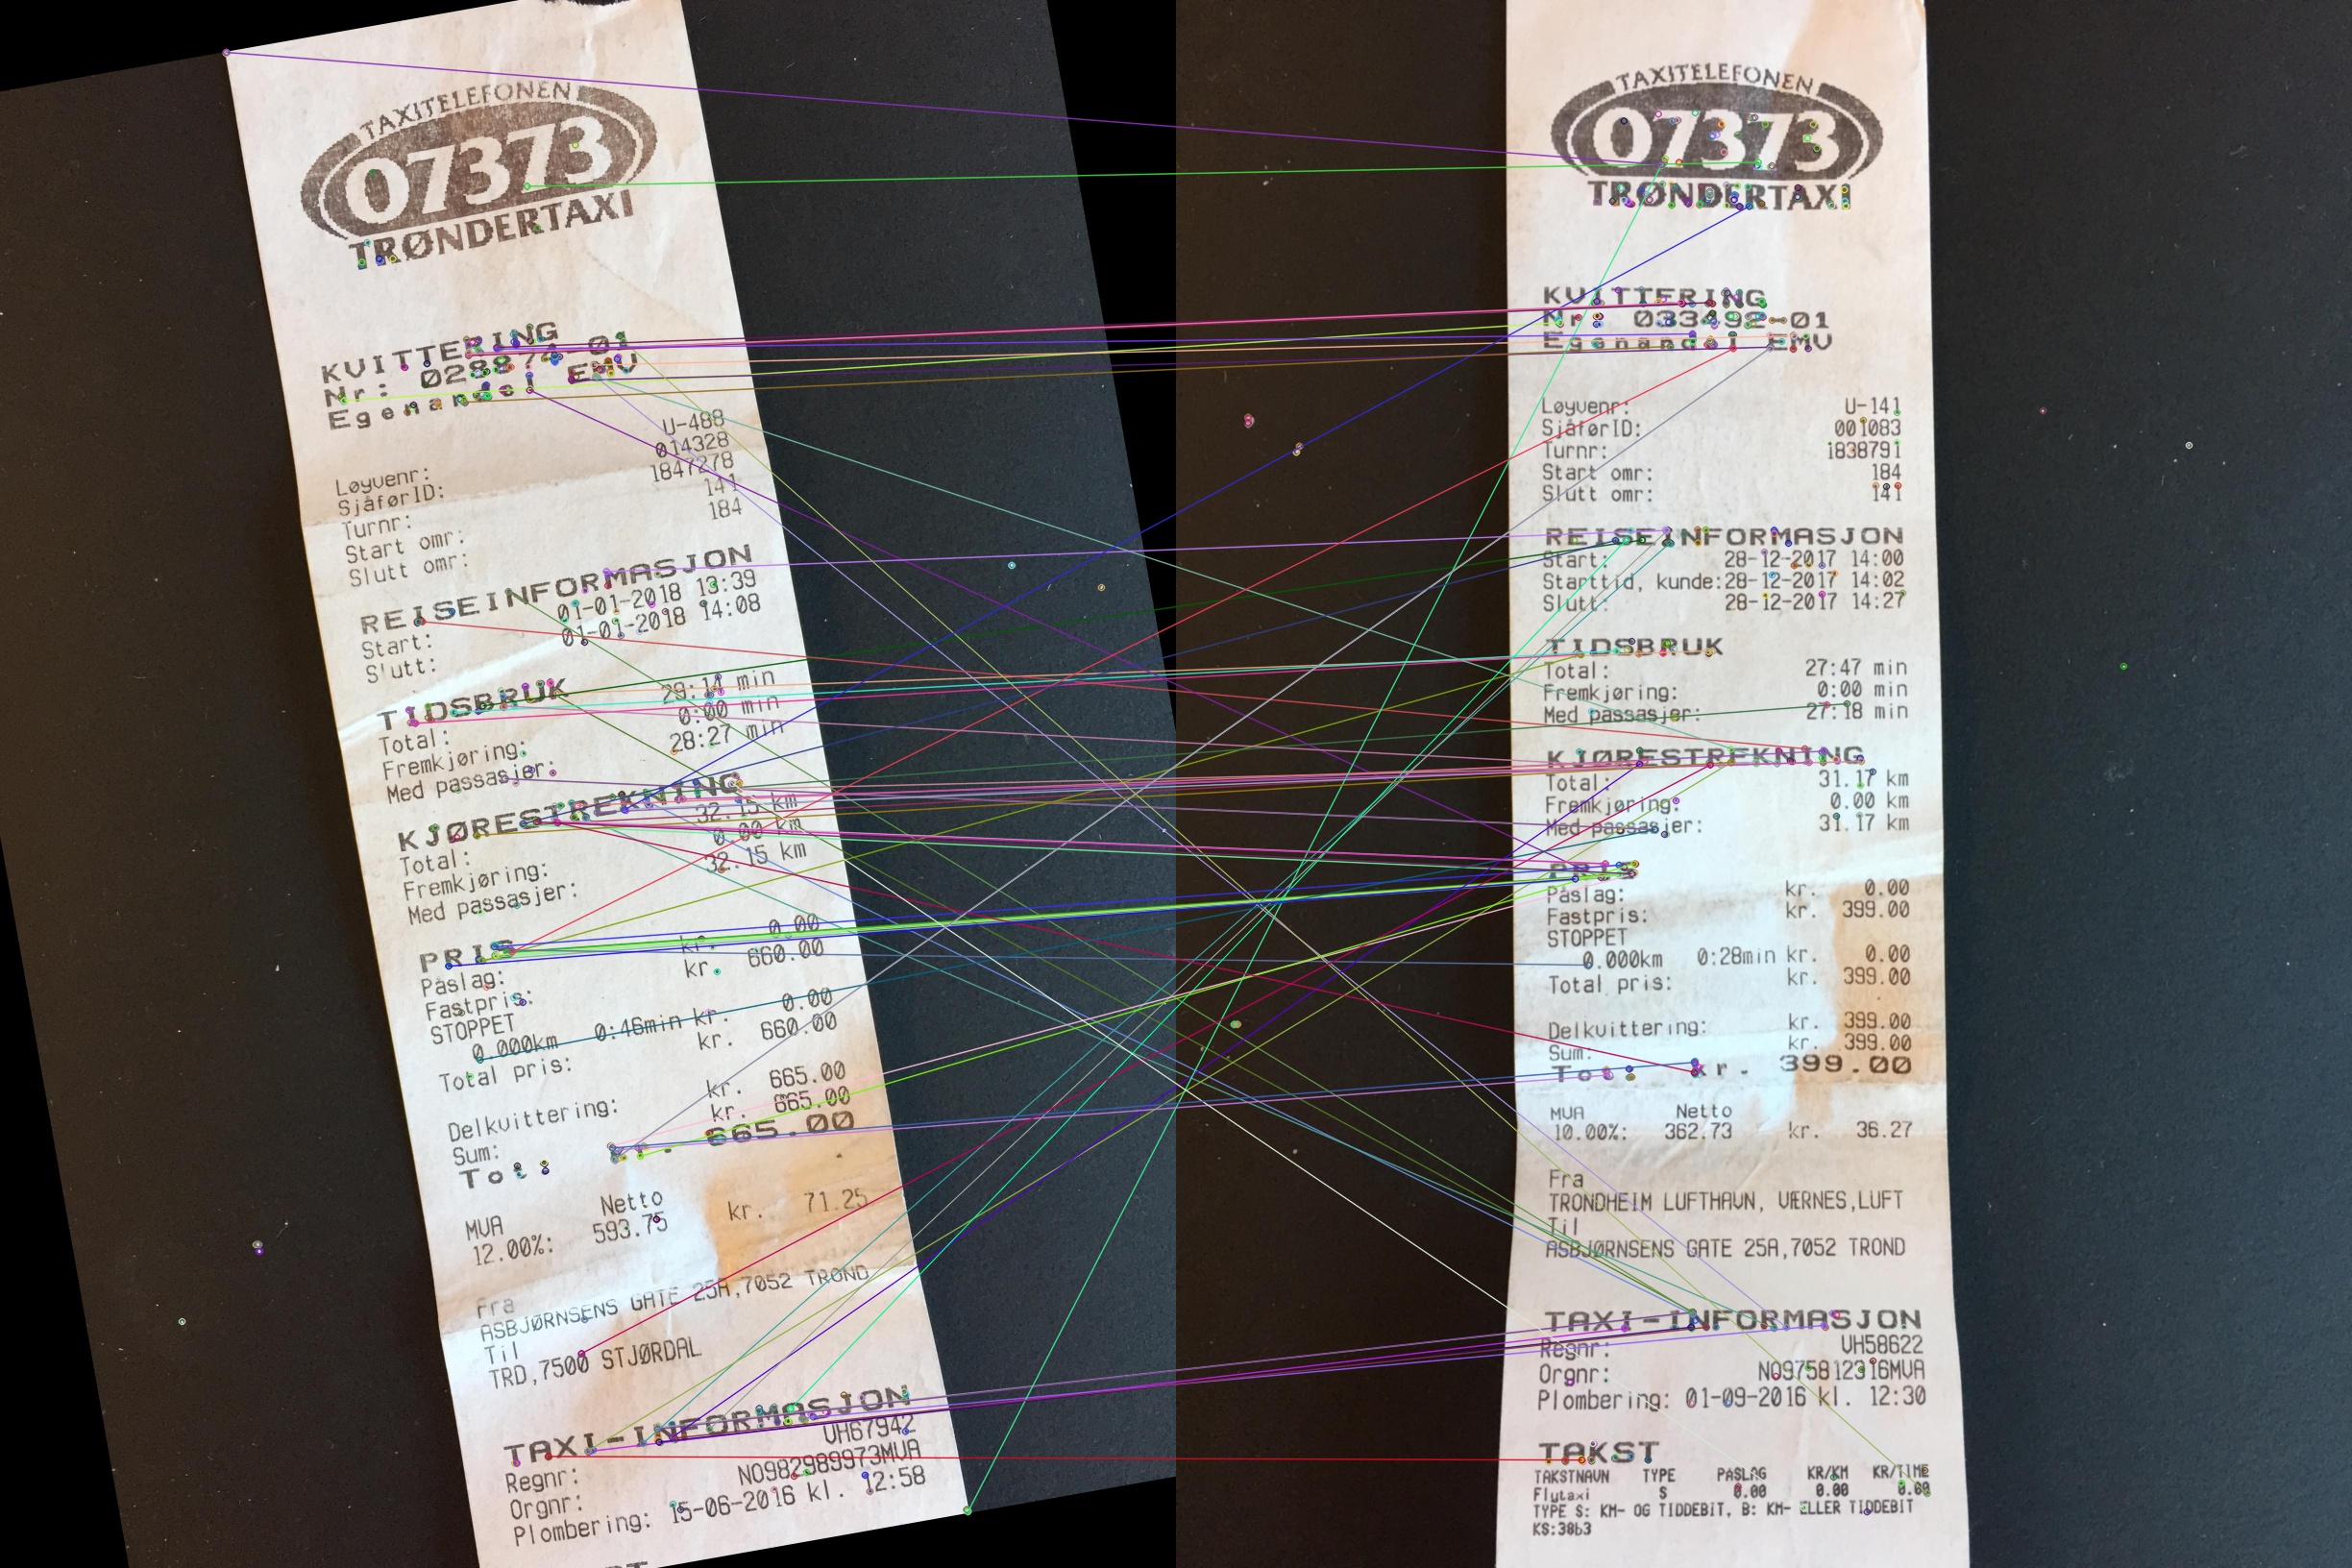 TAXITELEFONEN
07373
TRØNDERTAXI
KVITTERING
Nr: 028874-01
Egenandel EMV
Løyvenr: U-488
SjåførID: 014328
Turnr: 1847278
Start omr: 141
Slutt omr: 184
REISEINFORMASJON
Start: 01-01-2018 13:39
Slutt: 01-01-2018 14:08
TIDSBRUK
Total: 29:14 min
Fremkjøring: 0:00 min
Med passasjer: 28:27 min
KJØRESTREKNING
Total: 32.15 km
Fremkjøring: 0.00 km
Med passasjer: 32.15 km
PRIS
Påslag: kr. 0.00
Fastpris: kr. 660.00
STOPPET
0.000km 0:46min kr. 0.00
Total pris: kr. 660.00
Delkvittering: kr. 665.00
Sum: kr. 665.00
Tot: 665.00
MVA Netto
12.00%: 593.75 kr. 71.25
Fra
ASBJØRNSENS GATE 25A,7052 TROND
Til
TRD,7500 STJØRDAL
TAXI-INFORMASJON
Regnr: VH67942
Orgnr: NO982989973MVA
Plombering: 15-06-2016 kl. 12:58
TAXITELEFONEN
07373
TRØNDERTAXI
KVITTERING
Nr: 033492-01
Egenandel EMV
Løyvenr: U-141
SjåførID: 001083
Turnr: 1838791
Start omr: 184
Slutt omr: 141
REISEINFORMASJON
Start: 28-12-2017 14:00
Starttid, kunde:28-12-2017 14:02
Slutt: 28-12-2017 14:27
TIDSBRUK
Total: 27:47 min
Fremkjøring: 0:00 min
Med passasjer: 27:18 min
KJØRESTREKNING
Total: 31.17 km
Fremkjøring: 0.00 km
Med passasjer: 31.17 km
PRIS
Påslag: kr. 0.00
Fastpris: kr. 399.00
STOPPET
0.000km 0:28min kr. 0.00
Total pris: kr. 399.00
Delkvittering: kr. 399.00
Sum: kr. 399.00
Tot: kr. 399.00
MVA Netto
10.00%: 362.73 kr. 36.27
Fra
TRONDHEIM LUFTHAVN, VÆRNES,LUFT
Til
ASBJØRNSENS GATE 25A,7052 TROND
TAXI-INFORMASJON
Regnr: VH58622
Orgnr: NO975812316MVA
Plombering: 01-09-2016 kl. 12:30
TAKST
TAKSTNAVN TYPE PASLAG KR/KM KR/TIME
Flytaxi S 0.00 0.00 0.60
TYPE S: KM- OG TIDDEBIT, B: KM- ELLER TIDDEBIT
KS:38b3